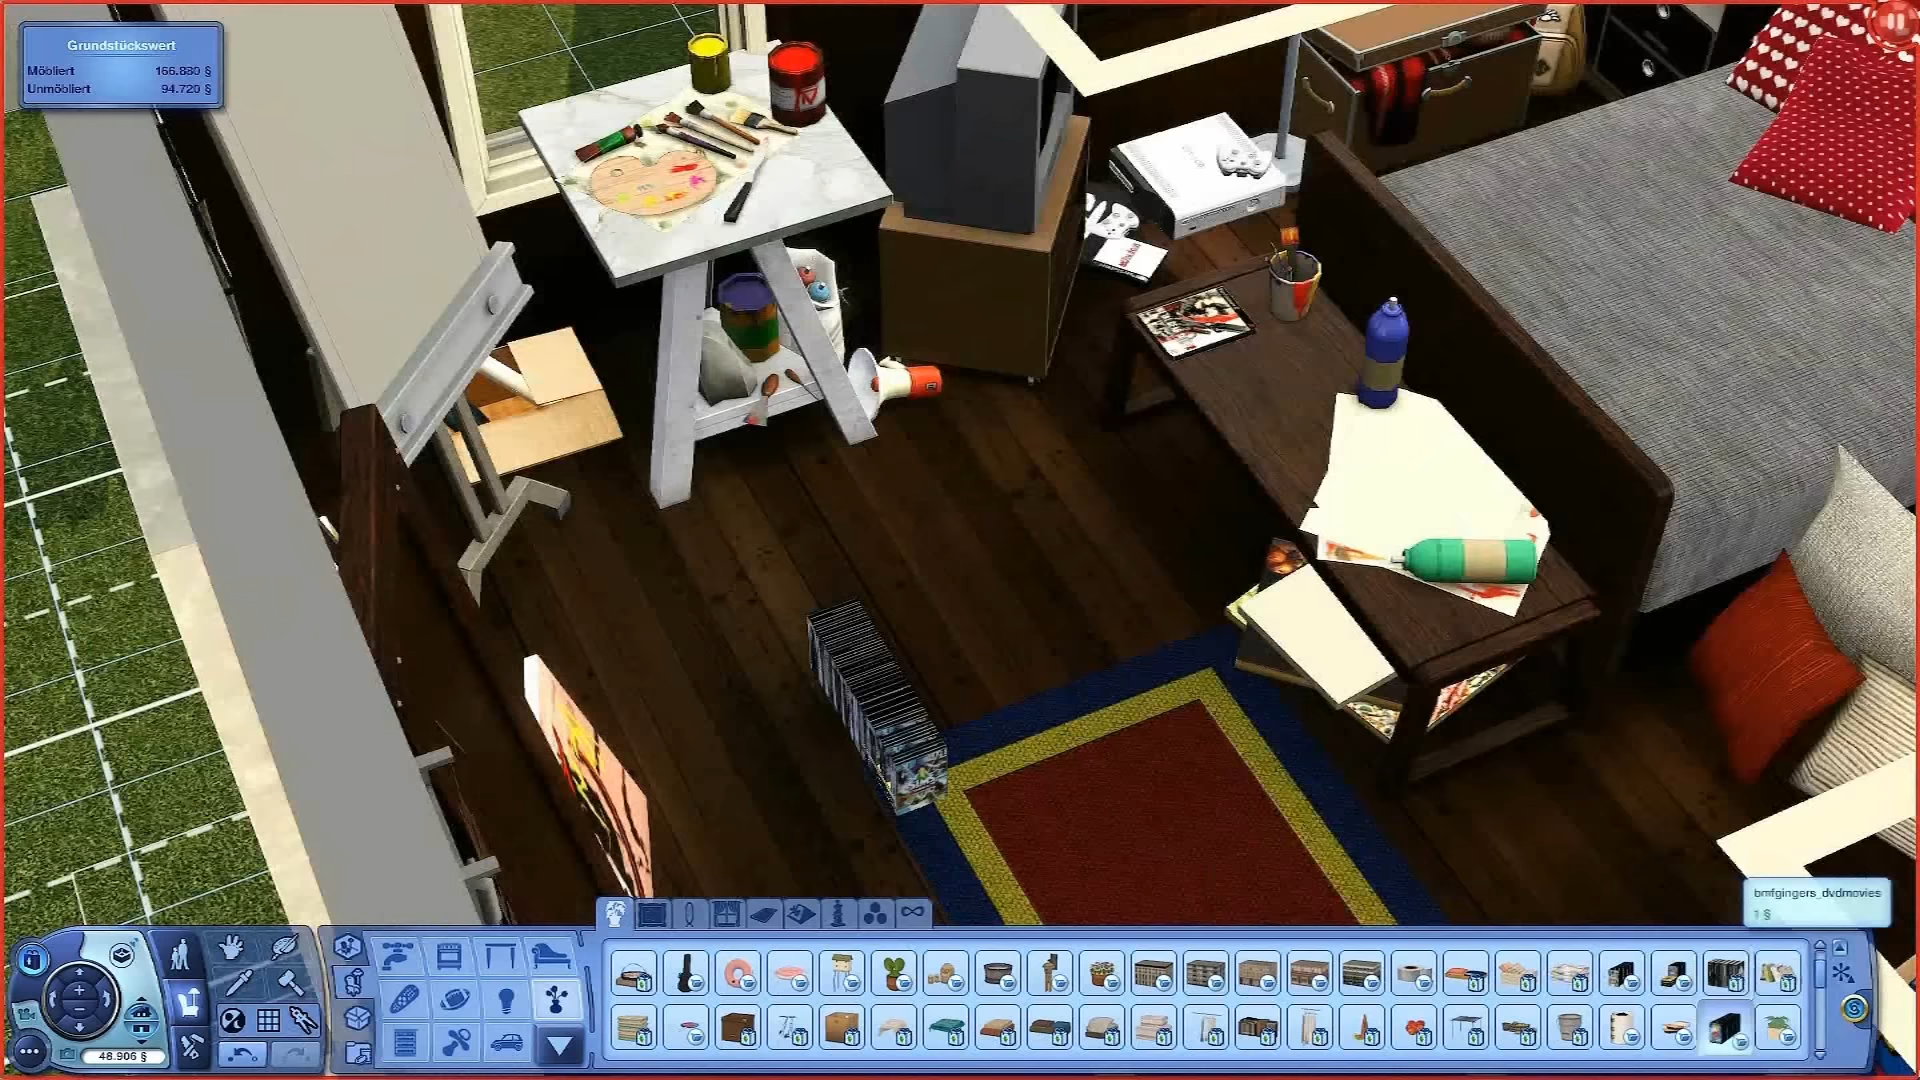 Grundstückswert
Möbliert 166.880 §
Unmöbliert 94.720 §
bmfgingers_dvdmovies
1 §
48.906 §